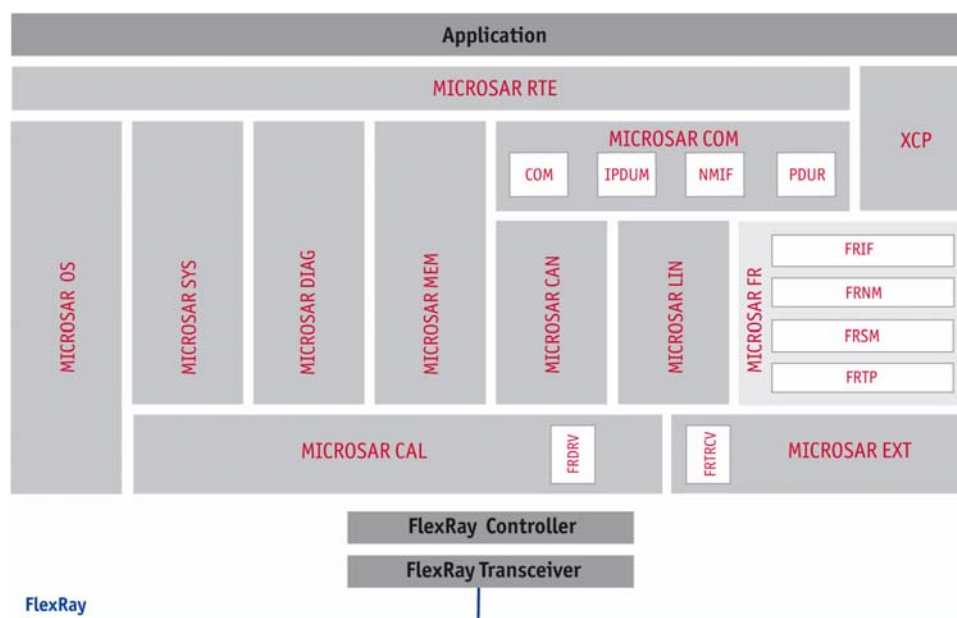 Application
MICROSAR RTE
XCP
MICROSAR COM
COM
IPDUM
NMIF
PDUR
MICROSAR OS
MICROSAR SYS
MICROSAR DIAG
MICROSAR MEM
MICROSAR CAN
MICROSAR LIN
MICROSAR FR
FRIF
FRNM
FRSM
FRTP
MICROSAR CAL
FRDRV
FRTRCV
MICROSAR EXT
FlexRay Controller
FlexRay Transceiver
FlexRay